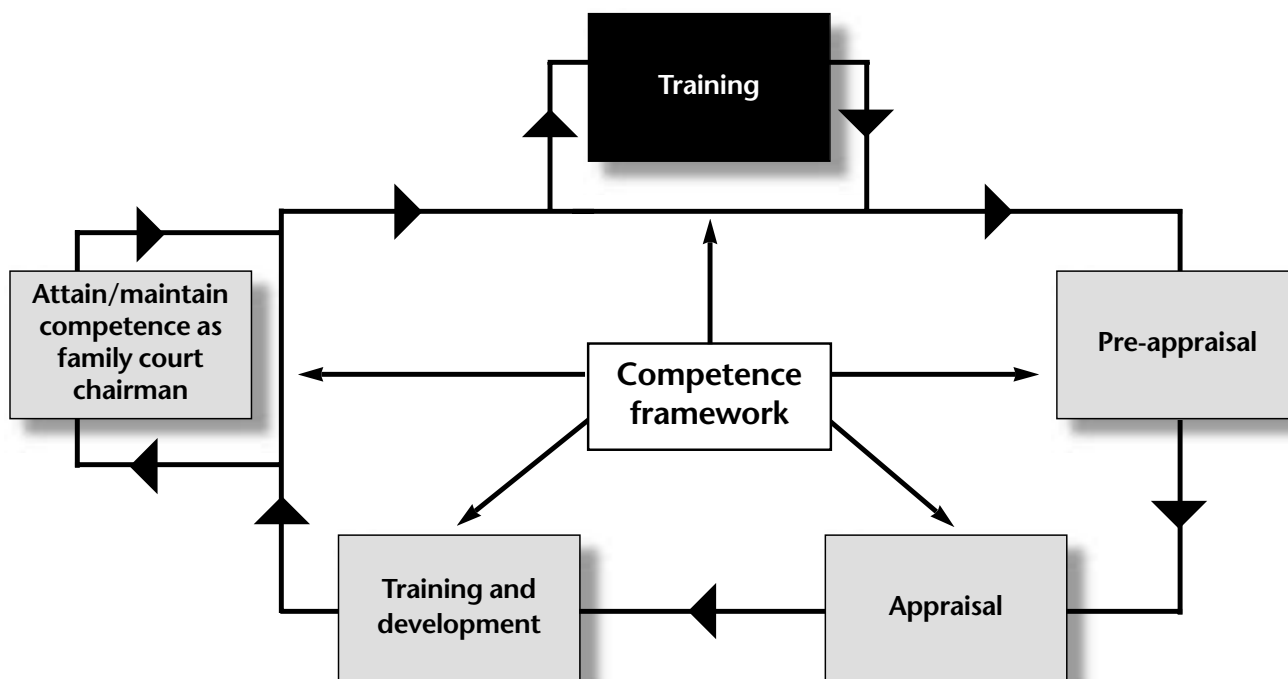 Training
Attain/maintain
competence as
family court
chairman
Competence
framework
Pre-appraisal
Training and
development
Appraisal